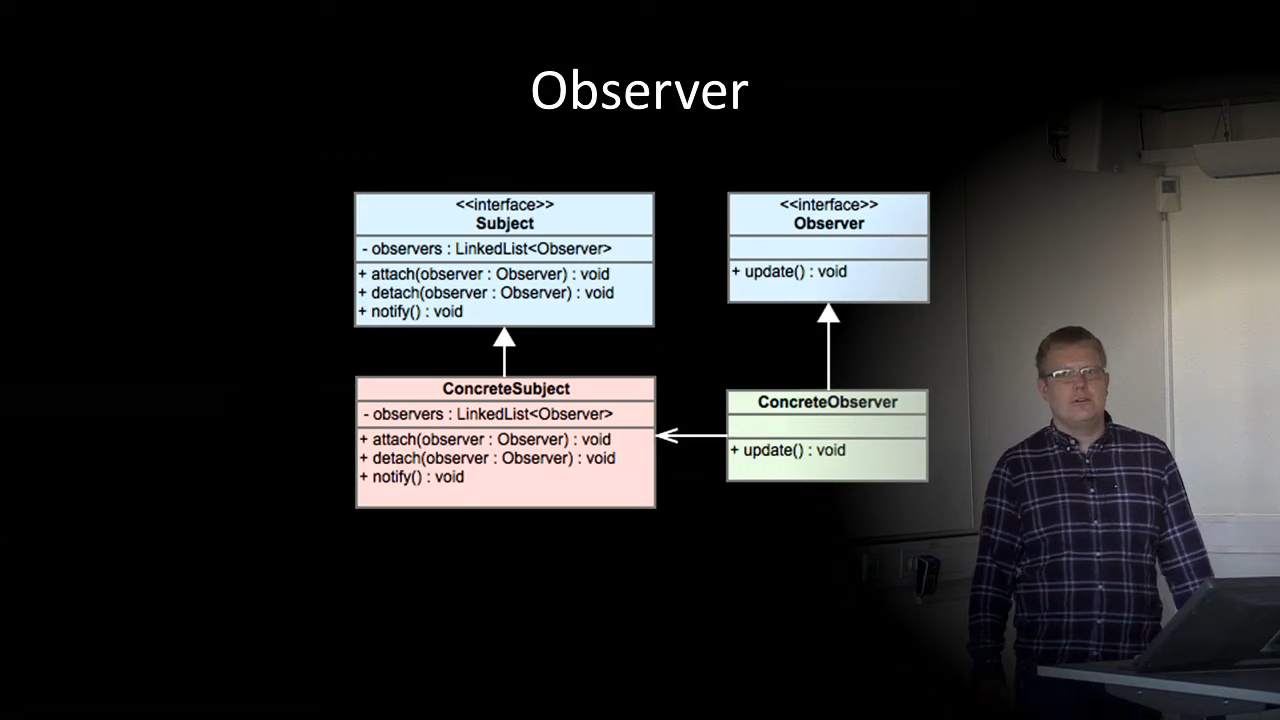 Observer
<<interface>>
Subject
- observers : LinkedList<Observer>
+ attach(observer : Observer) : void
+ detach(observer : Observer) : void
+ notify() : void
<<interface>>
Observer
+ update() : void
ConcreteSubject
- observers : LinkedList<Observer>
+ attach(observer : Observer) : void
+ detach(observer : Observer) : void
+ notify() : void
ConcreteObserver
+ update() : void